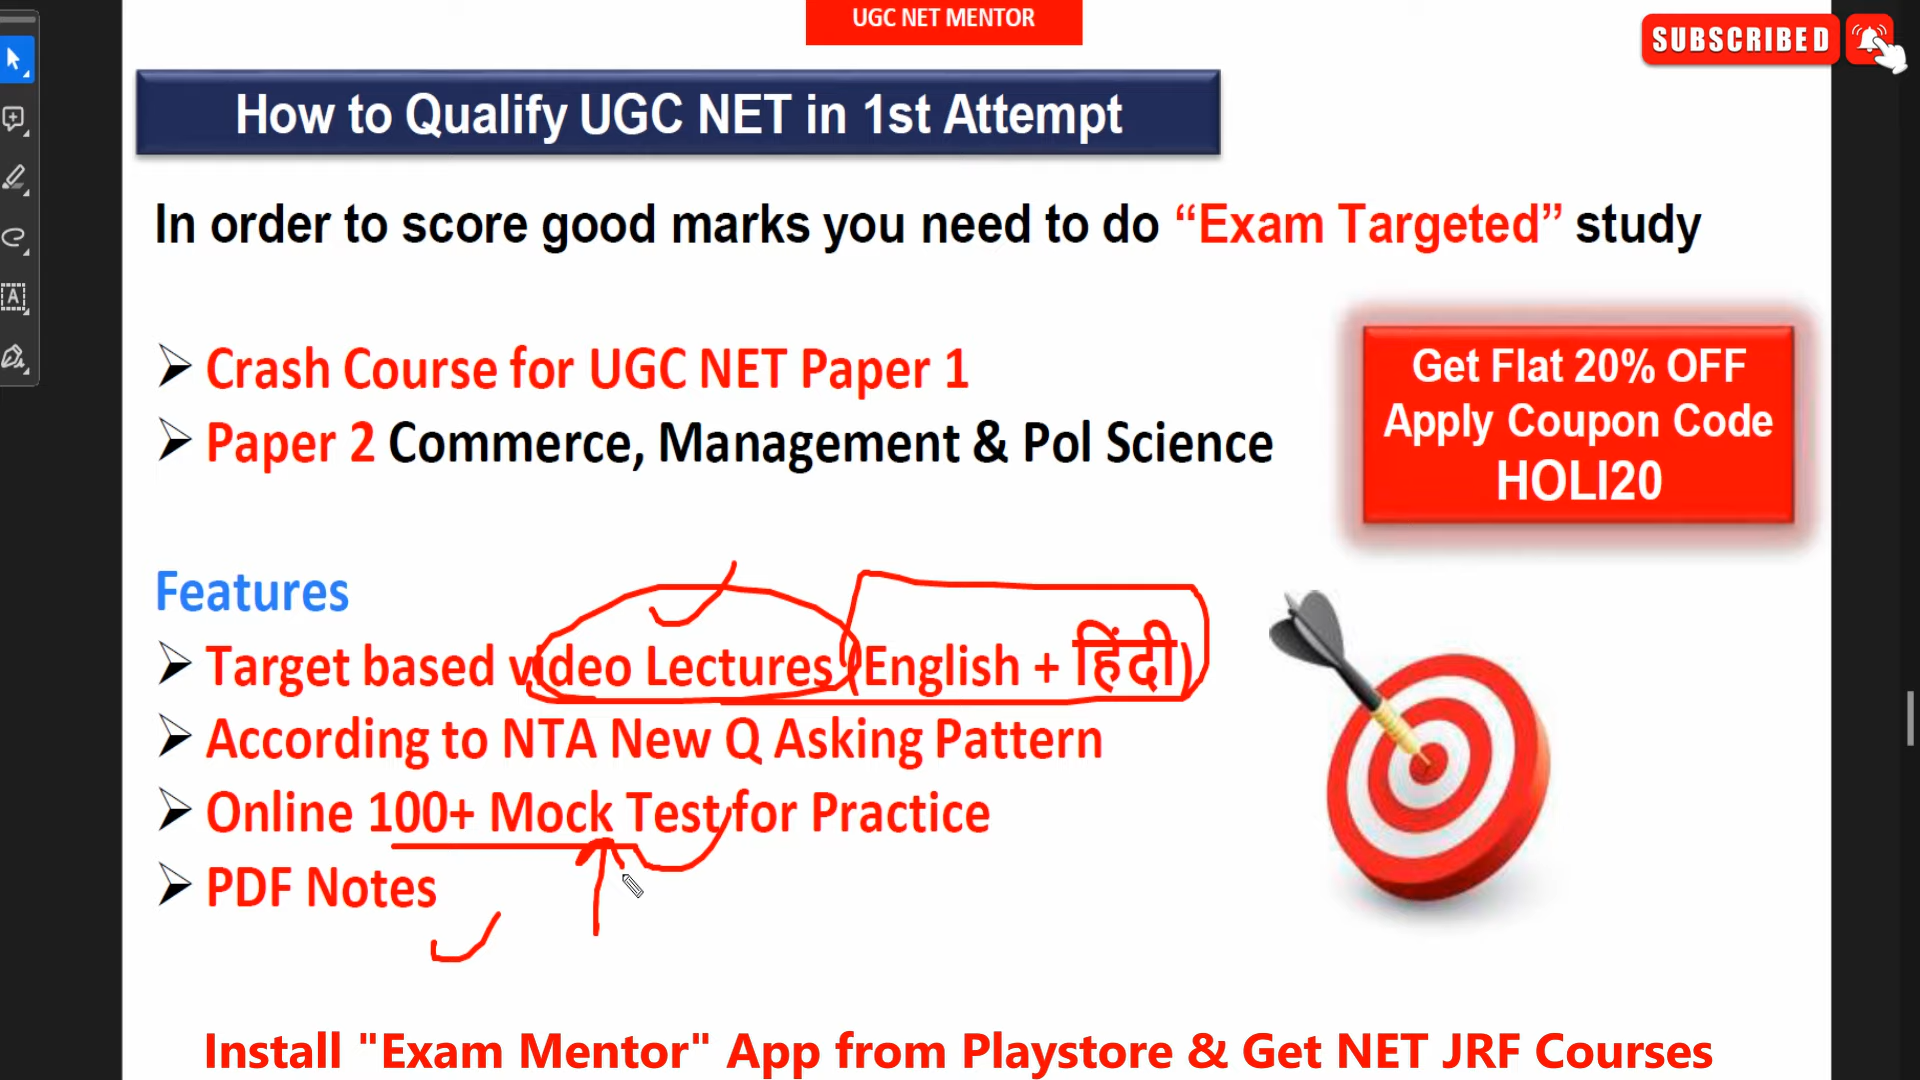 UGC NET MENTOR
SUBSCRIBED
How to Qualify UGC NET in 1st Attempt
In order to score good marks you need to do “Exam Targeted” study
Crash Course for UGC NET Paper 1
Paper 2 Commerce, Management & Pol Science
Get Flat 20% OFF
Apply Coupon Code
HOLI20
Features
Target based video Lectures (English + हिंदी)
According to NTA New Q Asking Pattern
Online 100+ Mock Test for Practice
PDF Notes
Install "Exam Mentor" App from Playstore & Get NET JRF Courses